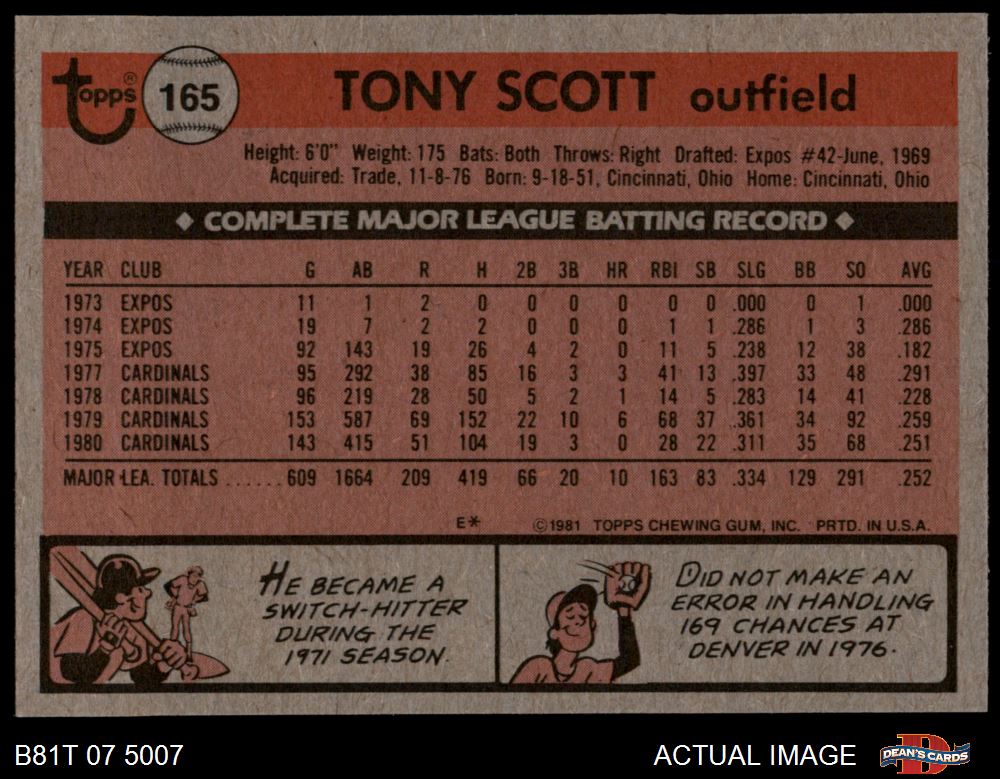 topps® 165 TONY SCOTT outfield
Height: 6'0" Weight: 175 Bats: Both Throws: Right Drafted: Expos #42-June, 1969
Acquired: Trade, 11-8-76 Born: 9-18-51, Cincinnati, Ohio Home: Cincinnati, Ohio
◆ COMPLETE MAJOR LEAGUE BATTING RECORD ◆
YEAR CLUB G AB R H 2B 3B HR RBI SB SLG BB SO AVG
1973 EXPOS 11 1 2 0 0 0 0 0 0 .000 0 1 .000
1974 EXPOS 19 7 2 2 0 0 0 1 1 .286 1 3 .286
1975 EXPOS 92 143 19 26 4 2 0 11 5 .238 12 38 .182
1977 CARDINALS 95 292 38 85 16 3 3 41 13 .397 33 48 .291
1978 CARDINALS 96 219 28 50 5 2 1 14 5 .283 14 41 .228
1979 CARDINALS 153 587 69 152 22 10 6 68 37 .361 34 92 .259
1980 CARDINALS 143 415 51 104 19 3 0 28 22 .311 35 68 .251
MAJOR LEA. TOTALS ...... 609 1664 209 419 66 20 10 163 83 .334 129 291 .252
E* ©1981 TOPPS CHEWING GUM, INC. PRTD. IN U.S.A.
HE BECAME A
SWITCH-HITTER
DURING THE
1971 SEASON.
DID NOT MAKE AN
ERROR IN HANDLING
169 CHANCES AT
DENVER IN 1976.
B81T 07 5007 ACTUAL IMAGE DEAN'S CARDS